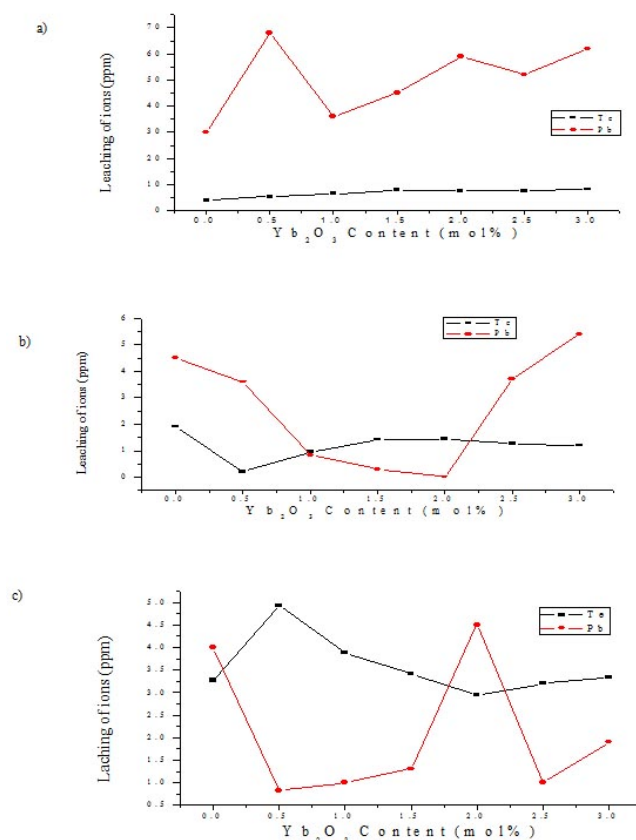 a)
Leaching of ions (ppm)
70
60
50
40
30
20
10
0
Te
Pb
0.0 0.5 1.0 1.5 2.0 2.5 3.0
Yb₂O₃ Content (mol%)
b)
Leaching of ions (ppm)
6
5
4
3
2
1
0
Te
Pb
0.0 0.5 1.0 1.5 2.0 2.5 3.0
Yb₂O₃ Content (mol%)
c)
Laching of ions (ppm)
5.0
4.5
4.0
3.5
3.0
2.5
2.0
1.5
1.0
0.5
Te
Pb
0.0 0.5 1.0 1.5 2.0 2.5 3.0
Yb₂O₃ Content (mol%)